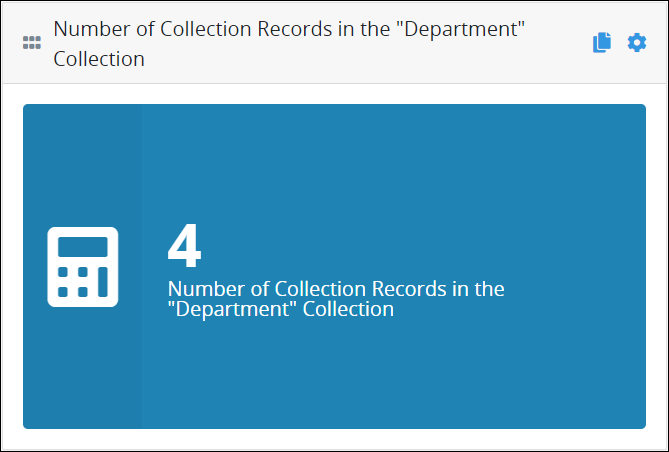 Number of Collection Records in the "Department"
Collection
4
Number of Collection Records in the
"Department" Collection